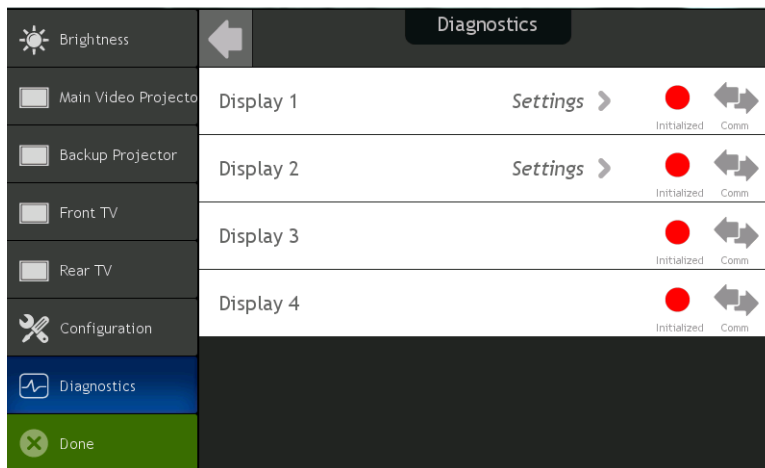 Brightness
Main Video Projecto
Backup Projector
Front TV
Rear TV
Configuration
Diagnostics
Done
Diagnostics
Display 1 Settings Initialized Comm
Display 2 Settings Initialized Comm
Display 3 Initialized Comm
Display 4 Initialized Comm